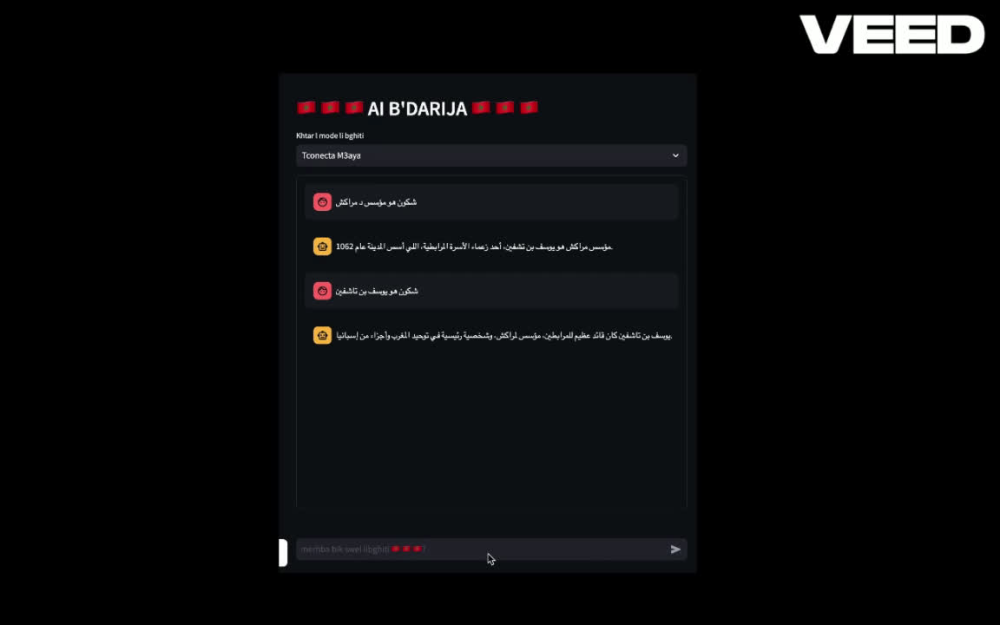 VEED
AI B'DARIJA
Khtar l mode li bghiti
Tconecta M3aya
شكون هو مؤسس د مراكش
مؤسس مراكش هو يوسف بن تشفين، أحد زعماء الأسرة المرابطية، اللي أسس المدينة عام 1062.
شكون هو يوسف بن تاشفين
يوسف بن تاشفين كان قائد عظيم للمرابطين، مؤسس لمراكش، وشخصية رئيسية في توحيد المغرب وأجزاء من إسبانيا.
memba bik swel libghiti